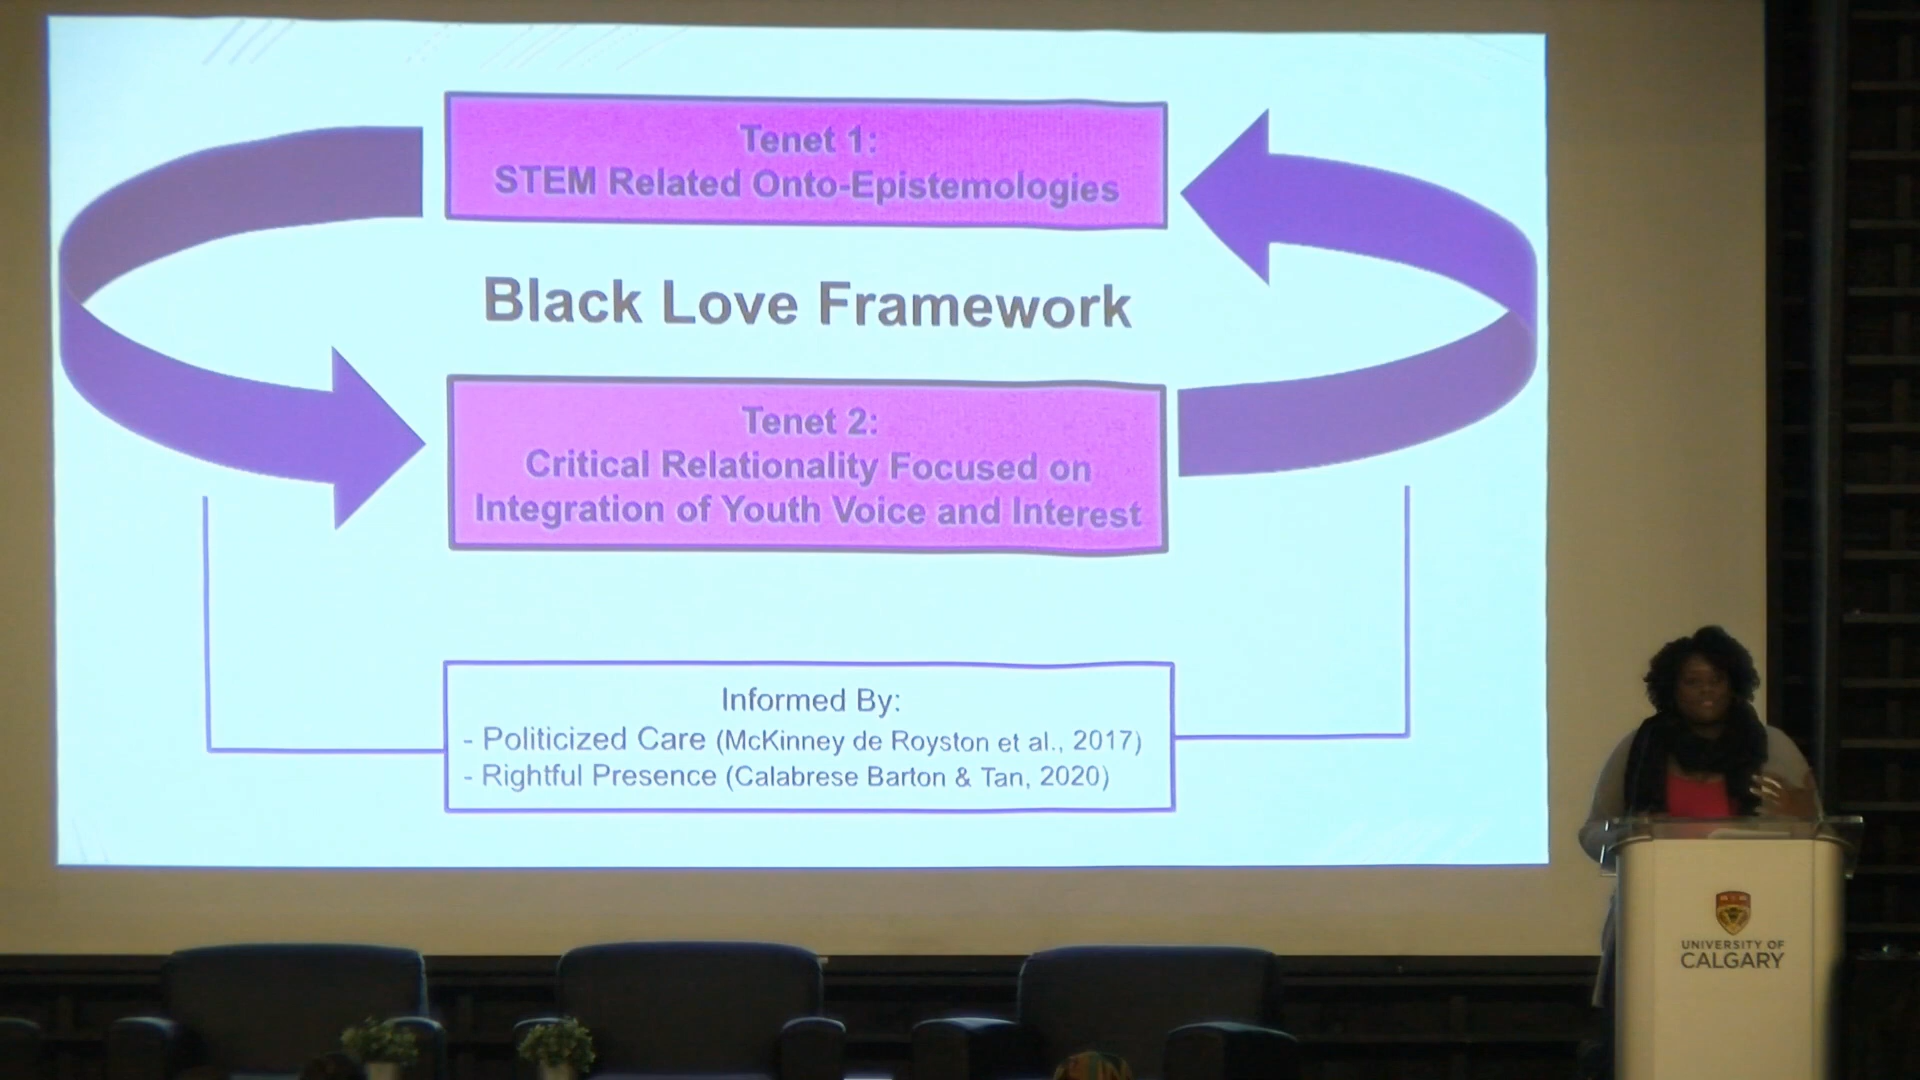 Tenet 1:
STEM Related Onto-Epistemologies
Black Love Framework
Tenet 2:
Critical Relationality Focused on
Integration of Youth Voice and Interest
Informed By:
- Politicized Care (McKinney de Royston et al., 2017)
- Rightful Presence (Calabrese Barton & Tan, 2020)
UNIVERSITY OF
CALGARY